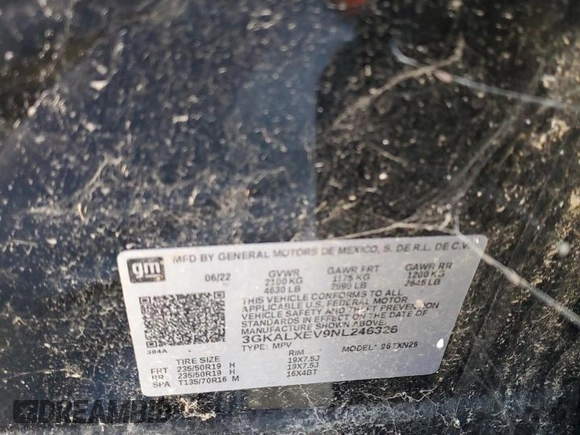 gm
MFD BY GENERAL MOTORS DE MEXICO, S. DE R.L. DE C.V.
06/22 GVWR GAWR FRT GAWR RR
2100 KG 1175 KG 1200 KG
4630 LB 2590 LB 2645 LB
THIS VEHICLE CONFORMS TO ALL
APPLICABLE U.S. FEDERAL MOTOR
VEHICLE SAFETY AND THEFT PREVENTION
STANDARDS IN EFFECT ON THE DATE
OF MANUFACTURE SHOWN ABOVE.
3GKALXEV9NL246326
384A TYPE: MPV MODEL:
TIRE SIZE RIM
FRT 235/50R19 H 19X7.5J
RR 235/50R19 H 19X7.5J
SPA T135/70R16 M 16X4BT
DREAMBID